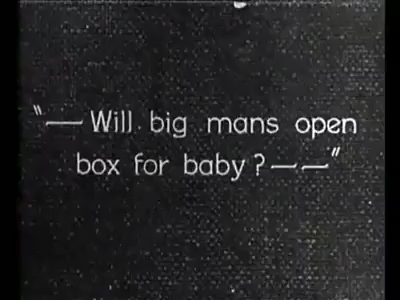 "— Will big mans open
box for baby? — —"